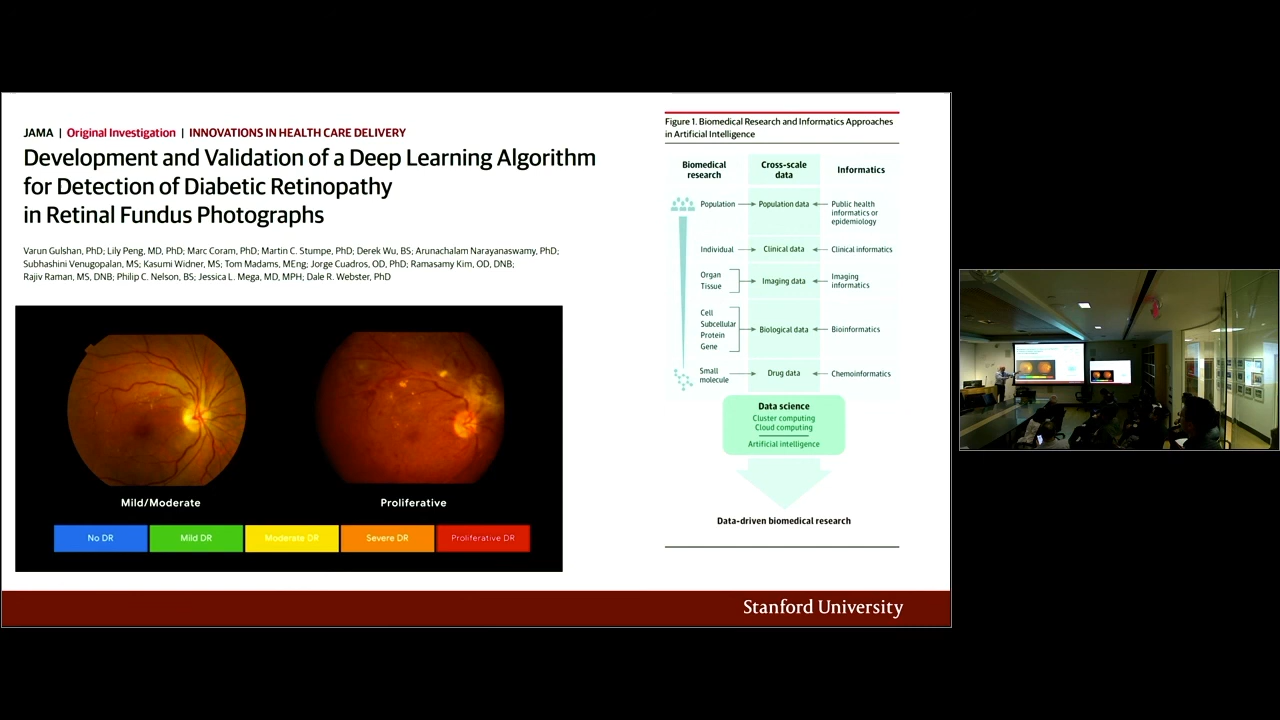 JAMA | Original Investigation | INNOVATIONS IN HEALTH CARE DELIVERY
Development and Validation of a Deep Learning Algorithm
for Detection of Diabetic Retinopathy
in Retinal Fundus Photographs
Varun Gulshan, PhD; Lily Peng, MD, PhD; Marc Coram, PhD; Martin C. Stumpe, PhD; Derek Wu, BS; Arunachalam Narayanaswamy, PhD;
Subhashini Venugopalan, MS; Kasumi Widner, MS; Tom Madams, MEng; Jorge Cuadros, OD, PhD; Ramasamy Kim, OD, DNB;
Rajiv Raman, MS, DNB; Philip C. Nelson, BS; Jessica L. Mega, MD, MPH; Dale R. Webster, PhD
Mild/Moderate
Proliferative
No DR
Mild DR
Moderate DR
Severe DR
Proliferative DR
Figure 1. Biomedical Research and Informatics Approaches
in Artificial Intelligence
Biomedical
research
Cross-scale
data
Informatics
Population
Population data
Public health
informatics or
epidemiology
Individual
Clinical data
Clinical informatics
Organ
Tissue
Imaging data
Imaging
informatics
Cell
Subcellular
Protein
Gene
Biological data
Bioinformatics
Small
molecule
Drug data
Chemoinformatics
Data science
Cluster computing
Cloud computing
Artificial intelligence
Data-driven biomedical research
Stanford University